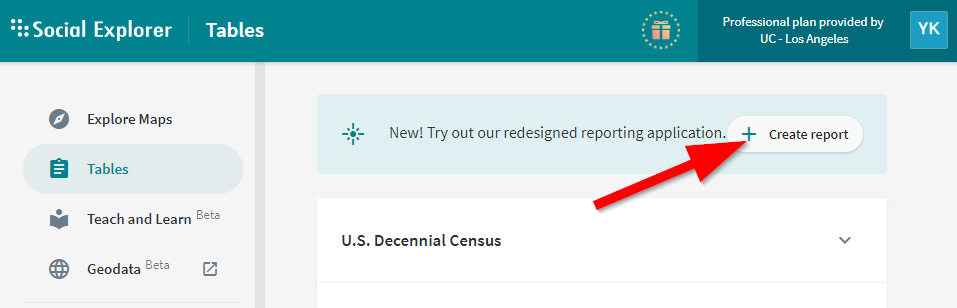 Social Explorer
Tables
Professional plan provided by
UC - Los Angeles
YK
Explore Maps
Tables
Teach and Learn Beta
Geodata Beta
New! Try out our redesigned reporting application.
+ Create report
U.S. Decennial Census